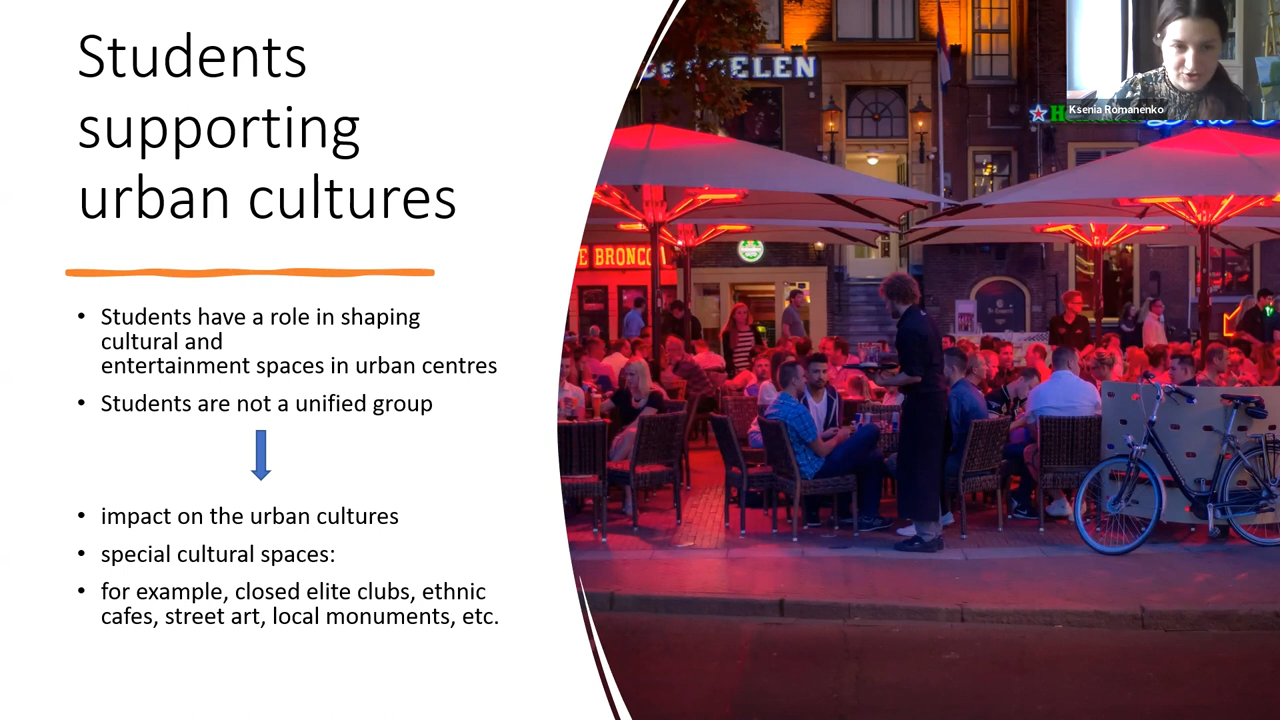 Students
supporting
urban cultures
• Students have a role in shaping
cultural and
entertainment spaces in urban centres
• Students are not a unified group
• impact on the urban cultures
• special cultural spaces:
• for example, closed elite clubs, ethnic
cafes, street art, local monuments, etc.
Ksenia Romanenko
E BRONCO